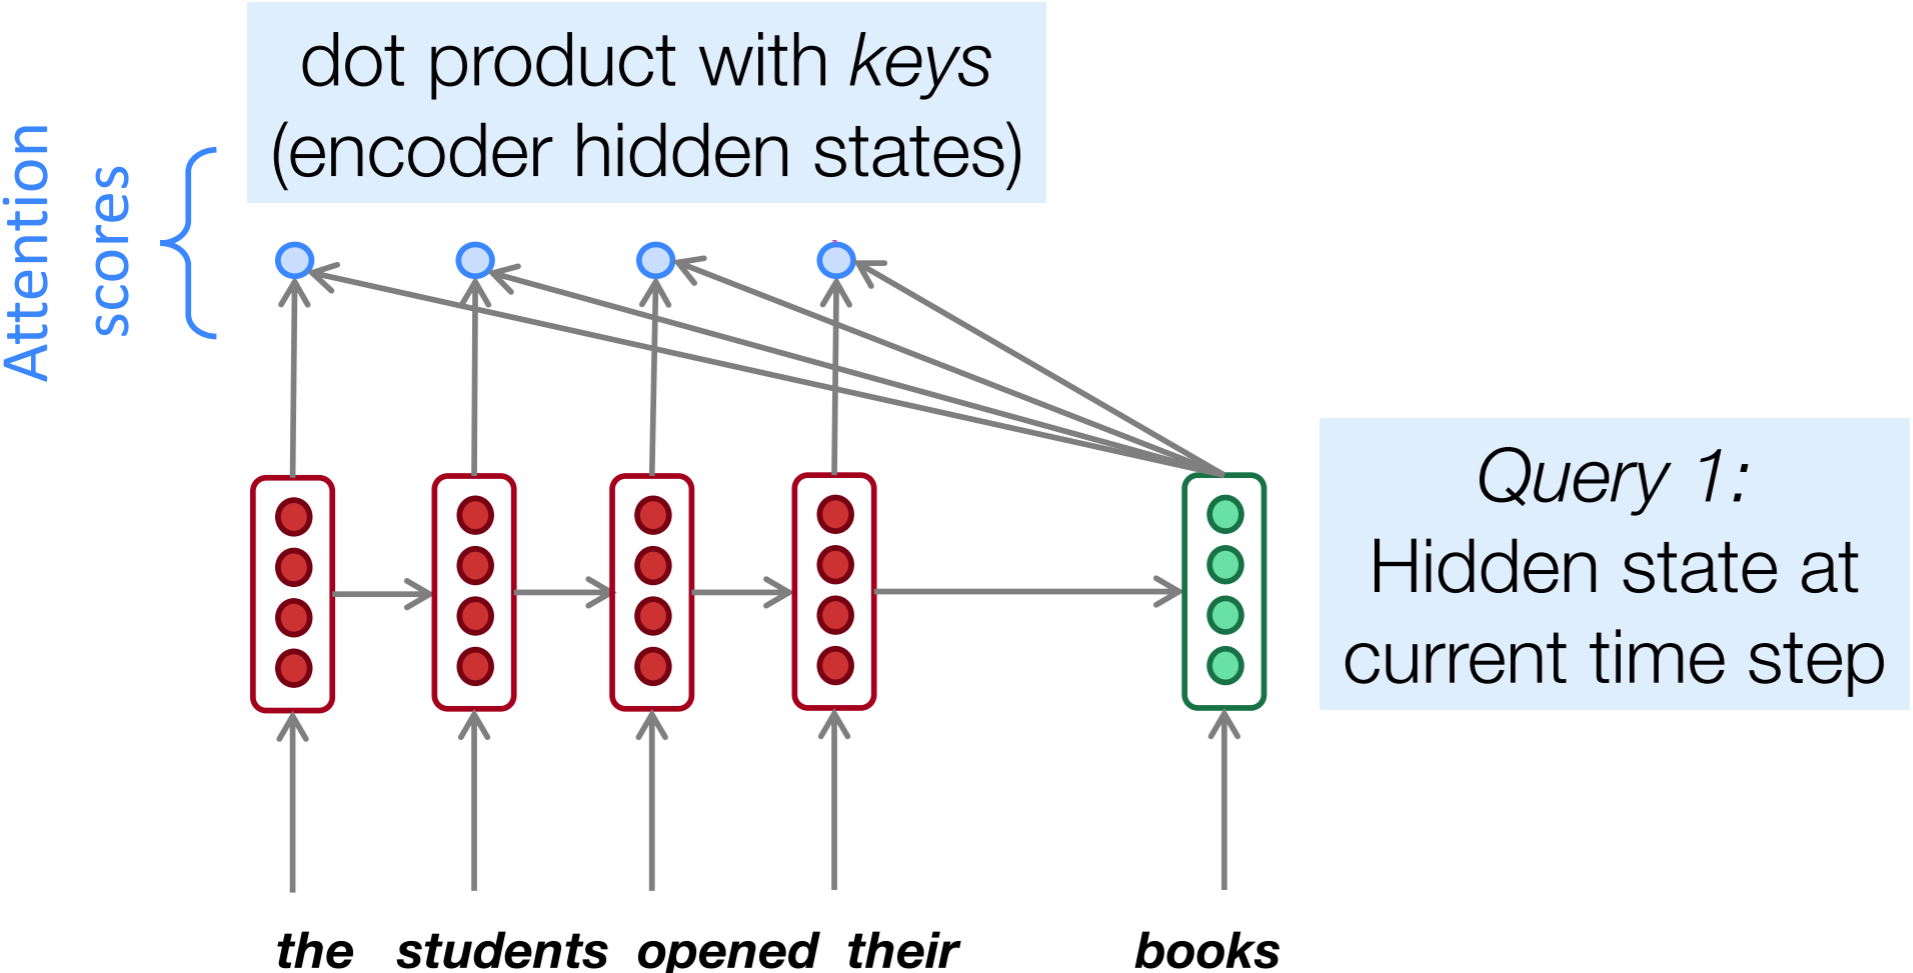 dot product with keys
(encoder hidden states)
Attention
scores
Query 1:
Hidden state at
current time step
the students opened their books